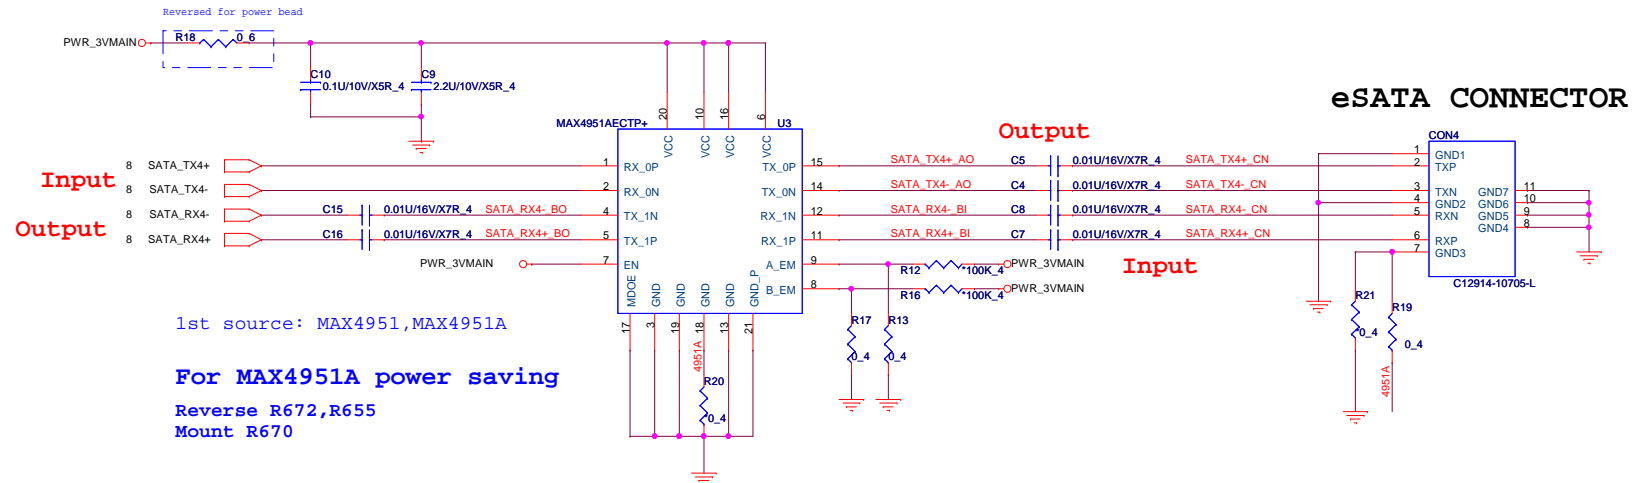 Reversed for power bead
PWR_3VMAIN
R18
0_6
C10
0.1U/10V/X5R_4
C9
2.2U/10V/X5R_4
eSATA CONNECTOR
MAX4951AECTP+
U3
20
10
16
6
VCC
VCC
VCC
VCC
Output
CON4
Input
8 SATA_TX4+
1
RX_0P
TX_0P
15
SATA_TX4+_AO
C5
0.01U/16V/X7R_4
SATA_TX4+_CN
1
GND1
2
TXP
8 SATA_TX4-
2
RX_0N
TX_0N
14
SATA_TX4-_AO
C4
0.01U/16V/X7R_4
SATA_TX4-_CN
3
TXN
4
GND2
GND7
11
GND6
10
Output
8 SATA_RX4-
C15
0.01U/16V/X7R_4
SATA_RX4-_BO
4
TX_1N
RX_1N
12
SATA_RX4-_BI
C8
0.01U/16V/X7R_4
SATA_RX4-_CN
5
RXN
GND5
9
GND4
8
8 SATA_RX4+
C16
0.01U/16V/X7R_4
SATA_RX4+_BO
5
TX_1P
RX_1P
11
SATA_RX4+_BI
C7
0.01U/16V/X7R_4
SATA_RX4+_CN
6
RXP
7
GND3
PWR_3VMAIN
7
EN
A_EM
9
R12
*100K_4
PWR_3VMAIN
Input
B_EM
8
R16
*100K_4
PWR_3VMAIN
C12914-10705-L
MDOE
GND
GND
GND
GND
GND_P
17
3
19
18
13
21
1st source: MAX4951,MAX4951A
R17
0_4
R13
*0_4
R21
*0_4
R19
0_4
4951A
4951A
R20
*0_4
For MAX4951A power saving
Reverse R672,R655
Mount R670